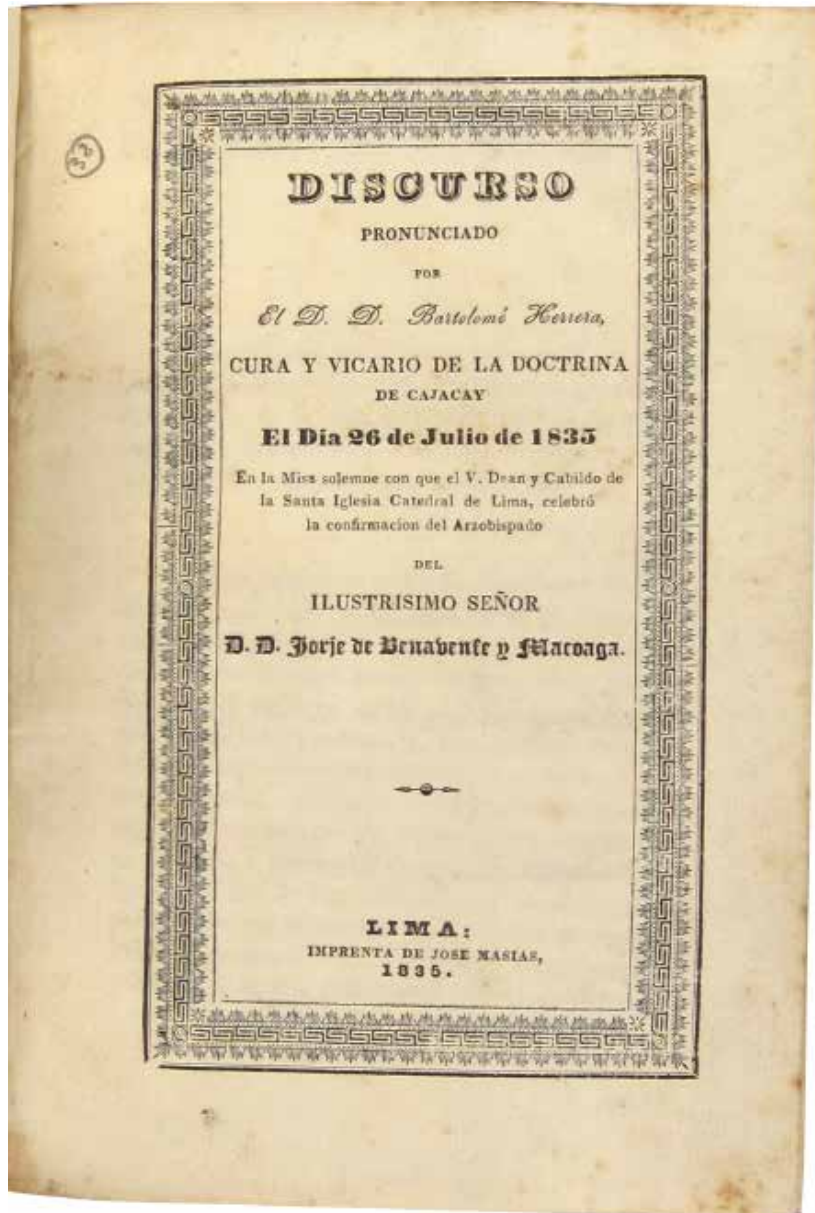 DISCURSO
PRONUNCIADO
POR
El D. D. Bartolomé Herrera,
CURA Y VICARIO DE LA DOCTRINA
DE CAJACAY
El Dia 26 de Julio de 1835
En la Misa solemne con que el V. Dean y Cabildo de
la Santa Iglesia Catedral de Lima, celebró
la confirmacion del Arzobispado
DEL
ILUSTRISIMO SEÑOR
D. D. Jorje de Benavente y Macoaga.
LIMA:
IMPRENTA DE JOSE MASIAS,
1835.